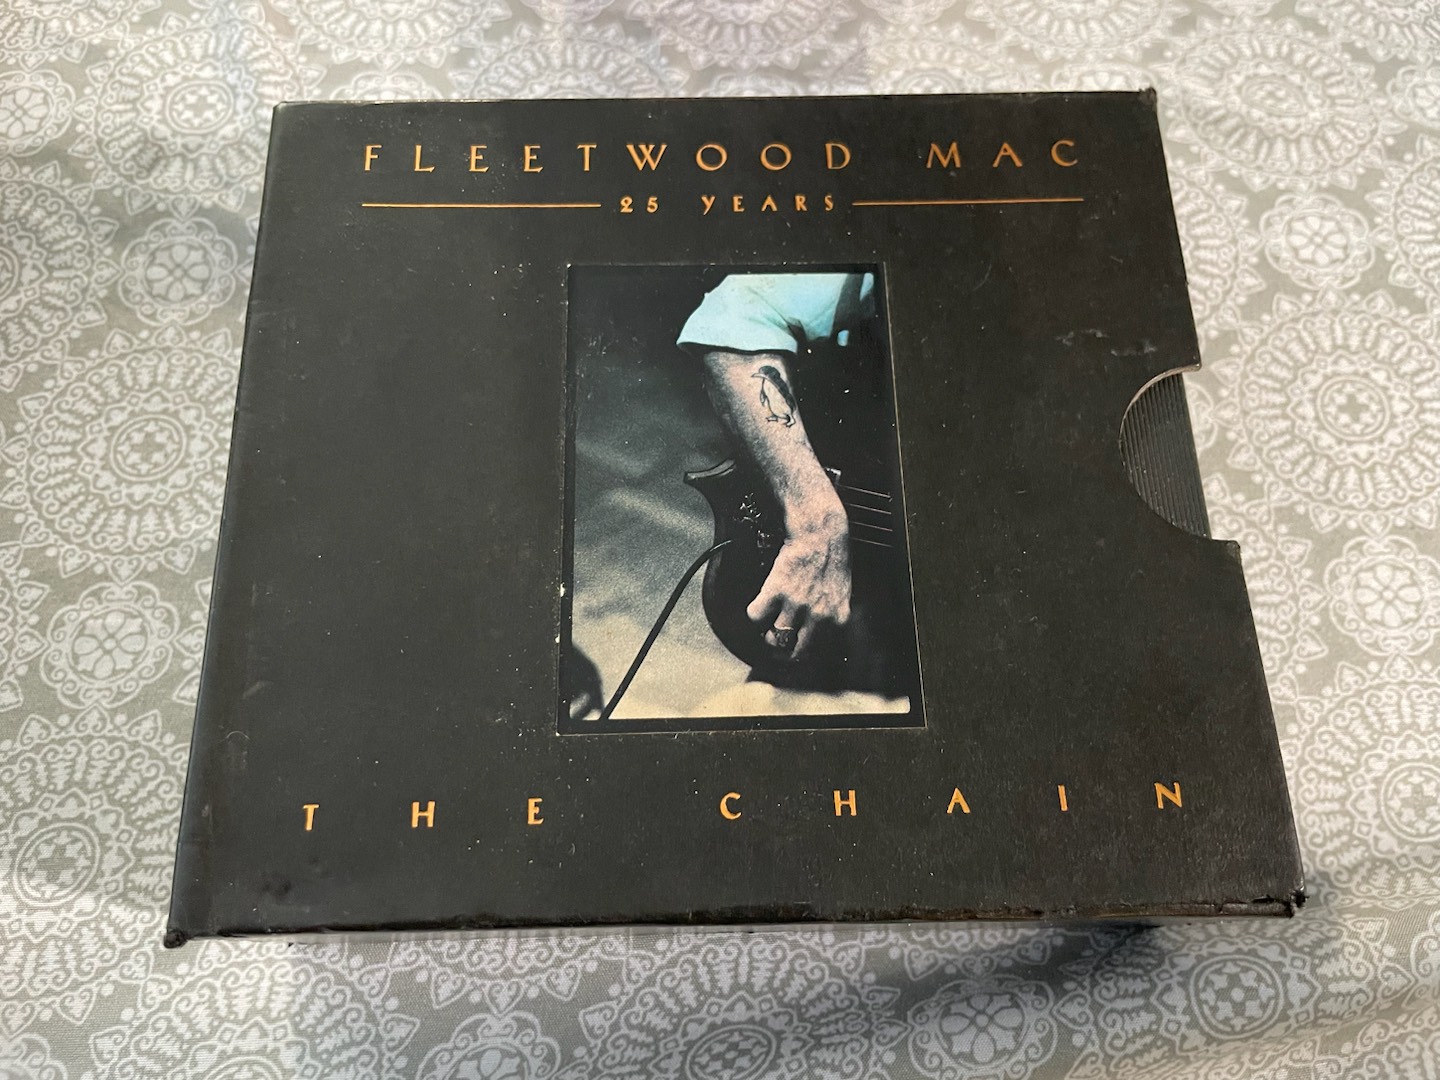 FLEETWOOD MAC
25 YEARS
THE CHAIN